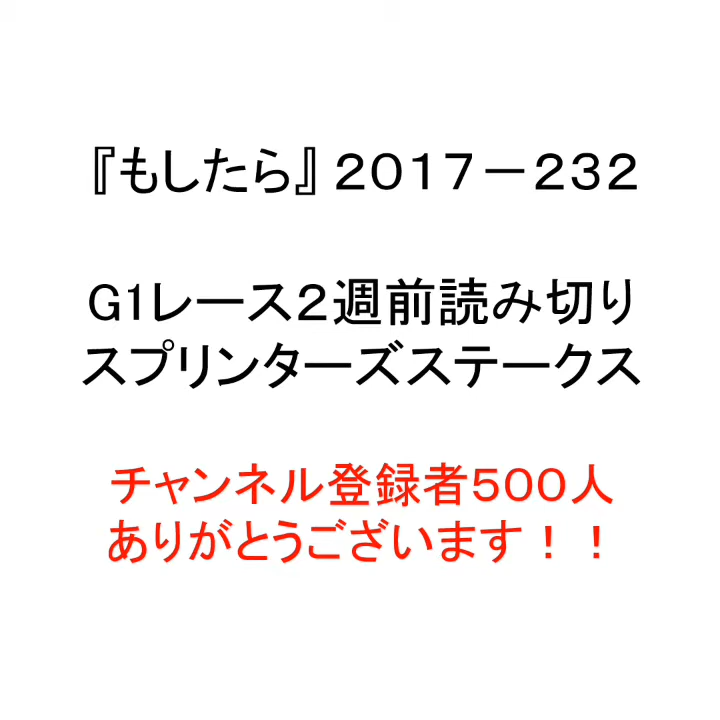 『もしたら』２０１７－２３２
G1レース２週前読み切り
スプリンターズステークス
チャンネル登録者５００人
ありがとうございます！！